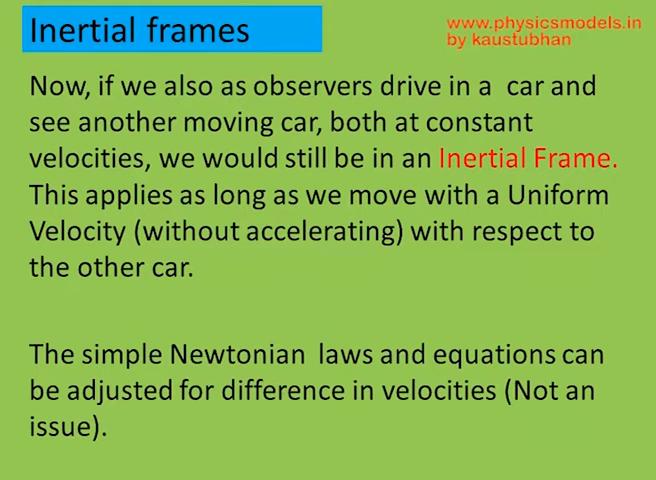 Inertial frames
www.physicsmodels.in
by kaustubhan
Now, if we also as observers drive in a car and
see another moving car, both at constant
velocities, we would still be in an Inertial Frame.
This applies as long as we move with a Uniform
Velocity (without accelerating) with respect to
the other car.
The simple Newtonian laws and equations can
be adjusted for difference in velocities (Not an
issue).